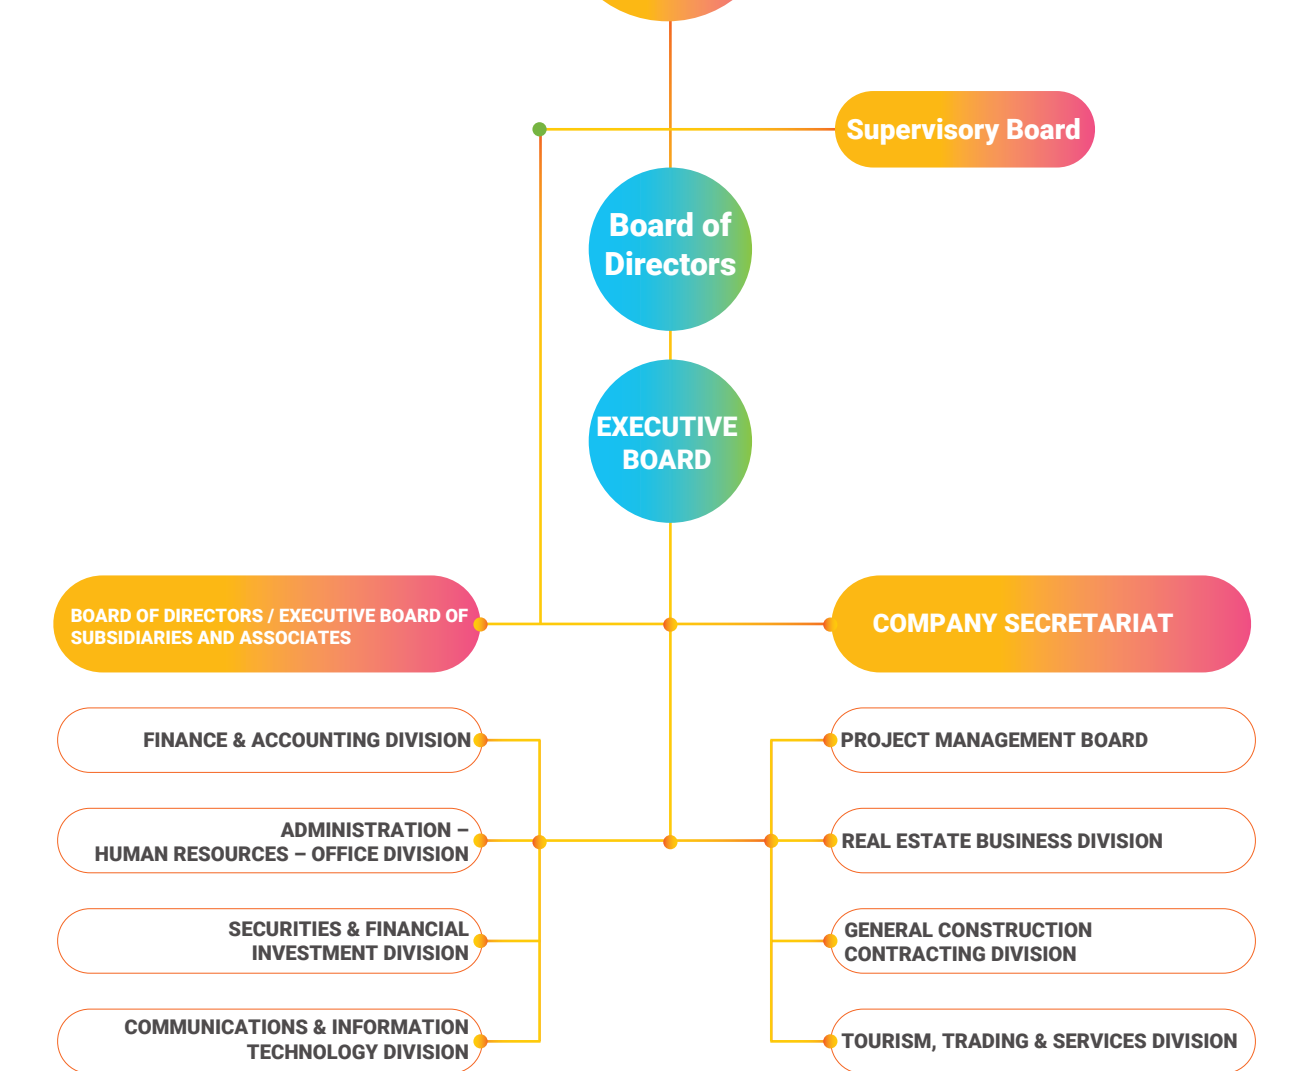 Supervisory Board
Board of
Directors
EXECUTIVE
BOARD
BOARD OF DIRECTORS / EXECUTIVE BOARD OF
SUBSIDIARIES AND ASSOCIATES
COMPANY SECRETARIAT
FINANCE & ACCOUNTING DIVISION
PROJECT MANAGEMENT BOARD
ADMINISTRATION –
HUMAN RESOURCES – OFFICE DIVISION
REAL ESTATE BUSINESS DIVISION
SECURITIES & FINANCIAL
INVESTMENT DIVISION
GENERAL CONSTRUCTION
CONTRACTING DIVISION
COMMUNICATIONS & INFORMATION
TECHNOLOGY DIVISION
TOURISM, TRADING & SERVICES DIVISION